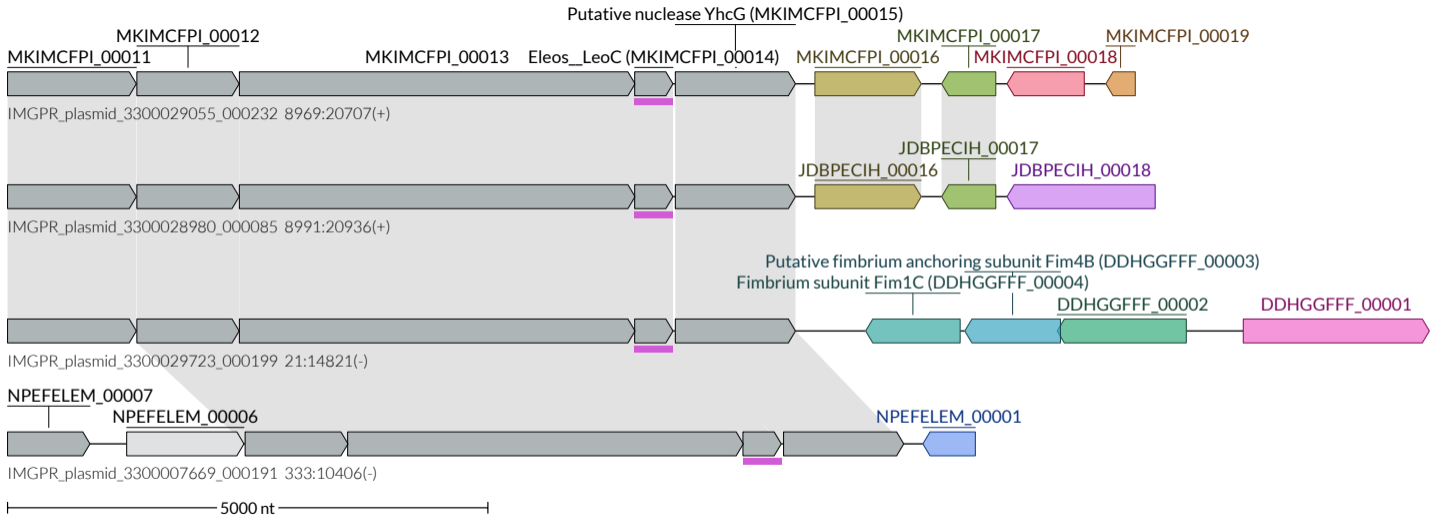 Putative nuclease YhcG (MKIMCFPI_00015)
MKIMCFPI_00012 MKIMCFPI_00017 MKIMCFPI_00019
MKIMCFPI_00011 MKIMCFPI_00013 Eleos__LeoC (MKIMCFPI_00014) MKIMCFPI_00016 MKIMCFPI_00018
IMGPR_plasmid_3300029055_000232 8969:20707(+)
JDBPECIH_00017
JDBPECIH_00016 JDBPECIH_00018
IMGPR_plasmid_3300028980_000085 8991:20936(+)
Putative fimbrium anchoring subunit Fim4B (DDHGGFFF_00003)
Fimbrium subunit Fim1C (DDHGGFFF_00004)
DDHGGFFF_00002 DDHGGFFF_00001
IMGPR_plasmid_3300029723_000199 21:14821(-)
NPEFELEM_00007
NPEFELEM_00006 NPEFELEM_00001
IMGPR_plasmid_3300007669_000191 333:10406(-)
5000 nt